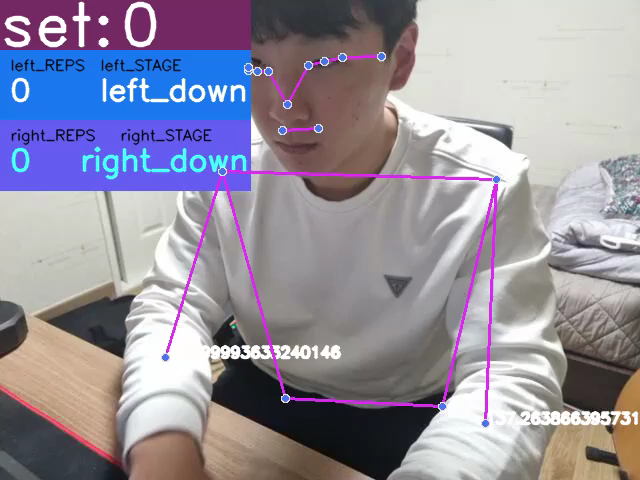 set: 0
left_REPS left_STAGE
0 left_down
right_REPS right_STAGE
0 right_down
99993633240146
37.263866395731